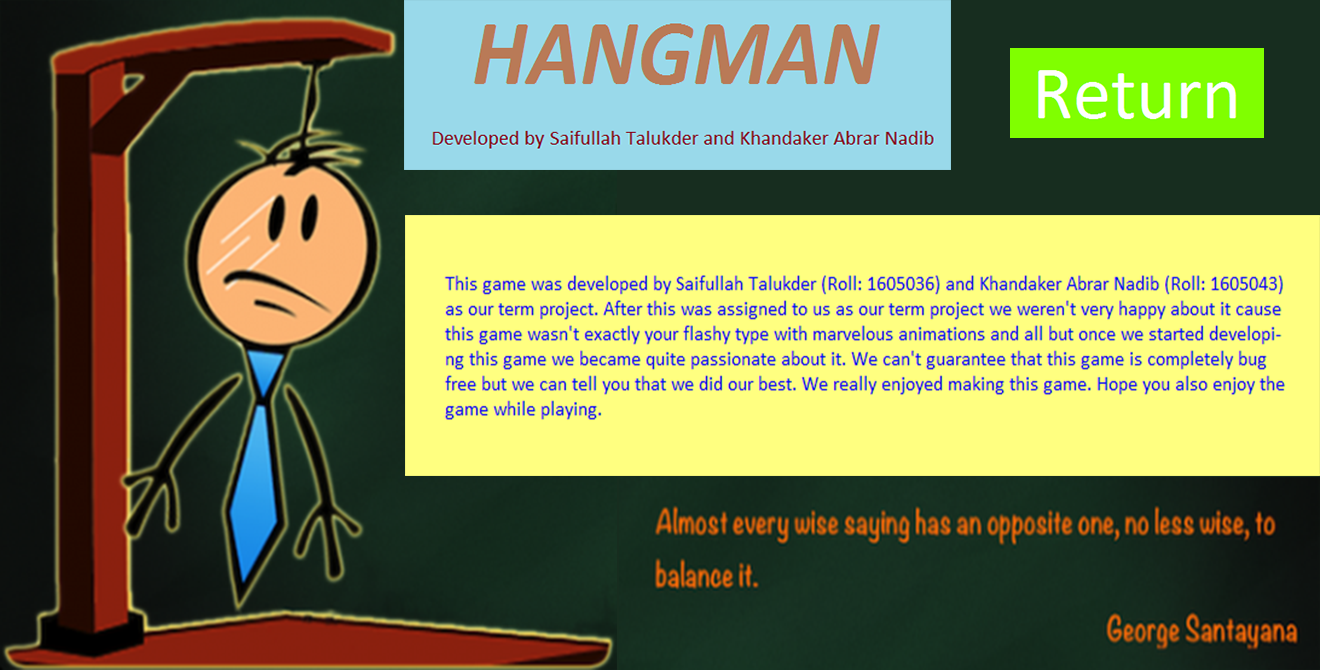 HANGMAN
Developed by Saifullah Talukder and Khandaker Abrar Nadib
Return
This game was developed by Saifullah Talukder (Roll: 1605036) and Khandaker Abrar Nadib (Roll: 1605043)
as our term project. After this was assigned to us as our term project we weren't very happy about it cause
this game wasn't exactly your flashy type with marvelous animations and all but once we started developi-
ng this game we became quite passionate about it. We can't guarantee that this game is completely bug
free but we can tell you that we did our best. We really enjoyed making this game. Hope you also enjoy the
game while playing.
Almost every wise saying has an opposite one, no less wise, to
balance it.
George Santayana